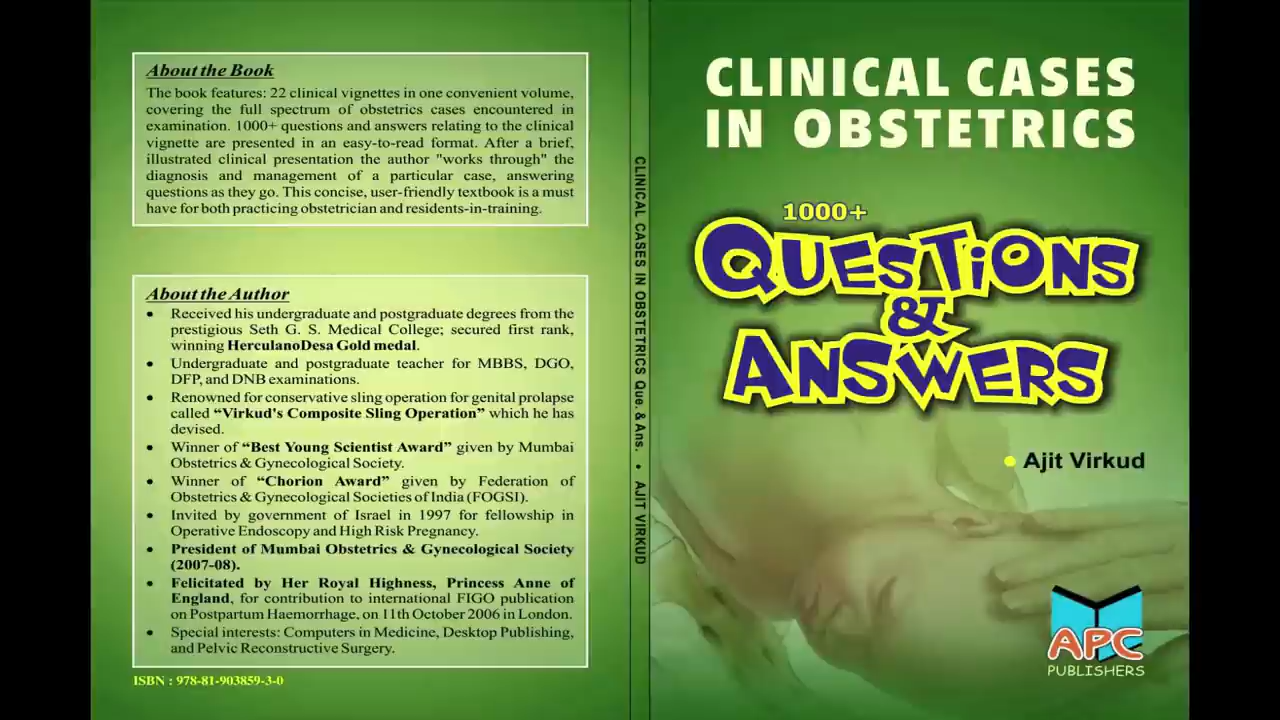 About the Book
The book features: 22 clinical vignettes in one convenient volume,
covering the full spectrum of obstetrics cases encountered in
examination. 1000+ questions and answers relating to the clinical
vignette are presented in an easy-to-read format. After a brief,
illustrated clinical presentation the author "works through" the
diagnosis and management of a particular case, answering
questions as they go. This concise, user-friendly textbook is a must
have for both practicing obstetrician and residents-in-training.
About the Author
• Received his undergraduate and postgraduate degrees from the
prestigious Seth G. S. Medical College; secured first rank,
winning HerculanoDesa Gold medal.
• Undergraduate and postgraduate teacher for MBBS, DGO,
DFP, and DNB examinations.
• Renowned for conservative sling operation for genital prolapse
called “Virkud's Composite Sling Operation” which he has
devised.
• Winner of “Best Young Scientist Award” given by Mumbai
Obstetrics & Gynecological Society.
• Winner of “Chorion Award” given by Federation of
Obstetrics & Gynecological Societies of India (FOGSI).
• Invited by government of Israel in 1997 for fellowship in
Operative Endoscopy and High Risk Pregnancy.
• President of Mumbai Obstetrics & Gynecological Society
(2007-08).
• Felicitated by Her Royal Highness, Princess Anne of
England, for contribution to international FIGO publication
on Postpartum Haemorrhage, on 11th October 2006 in London.
• Special interests: Computers in Medicine, Desktop Publishing,
and Pelvic Reconstructive Surgery.
ISBN : 978-81-903859-3-0
CLINICAL CASES IN OBSTETRICS Que. & Ans. • AJIT VIRKUD
CLINICAL CASES
IN OBSTETRICS
1000+
QUESTiONS
&
ANSWERS
• Ajit Virkud
APC
PUBLISHERS